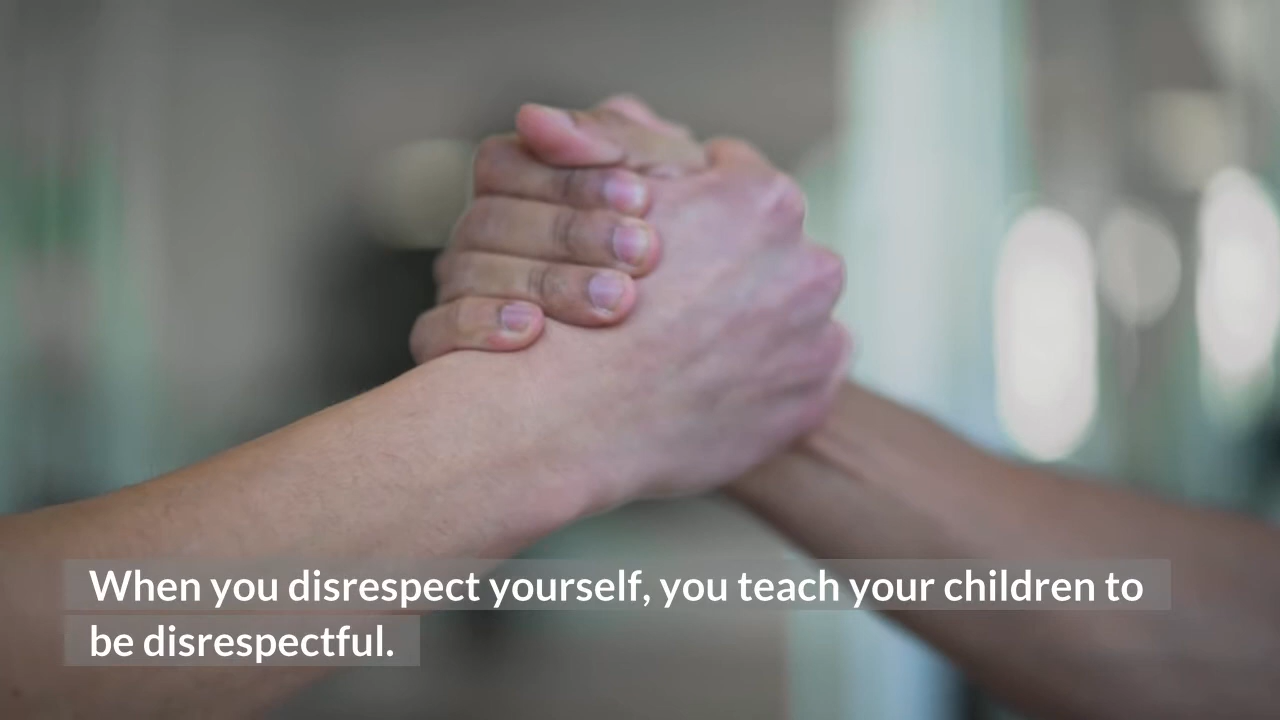 When you disrespect yourself, you teach your children to
be disrespectful.